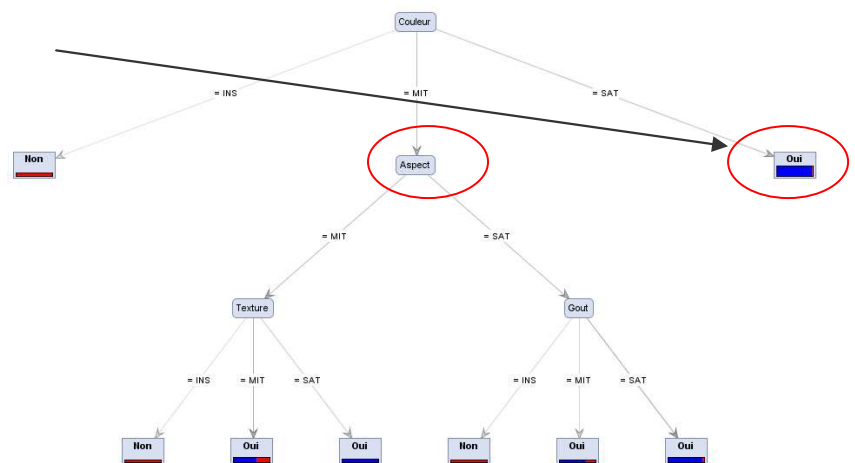 Couleur
= INS
= MIT
= SAT
Non
Aspect
Oui
= MIT
= SAT
Texture
Gout
= INS
= MIT
= SAT
= INS
= MIT
= SAT
Non
Oui
Oui
Non
Oui
Oui